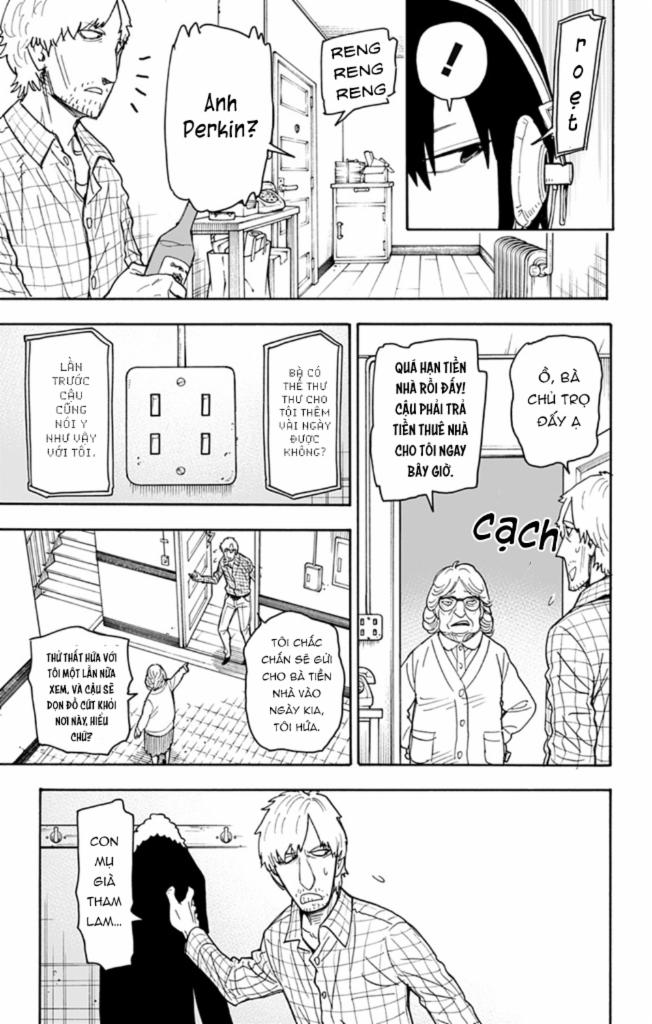 roẹt
!
RENG
RENG
RENG
Anh
Perkin?
Ồ, BÀ
CHỦ TRỌ
ĐẤY Ạ
QUÁ HẠN TIỀN
NHÀ RỒI ĐẤY!
CẬU PHẢI TRẢ
TIỀN THUÊ NHÀ
CHO TÔI NGAY
BÂY GIỜ.
CẠCH
BÀ CÓ
THỂ THƯ
THƯ CHO
TÔI THÊM
VÀI NGÀY
ĐƯỢC
KHÔNG?
LẦN
TRƯỚC
CẬU
CŨNG
NÓI Y
NHƯ VẬY
VỚI TÔI.
TÔI CHẮC
CHẮN SẼ GỬI
CHO BÀ TIỀN
NHÀ VÀO
NGÀY KIA,
TÔI HỨA.
THỬ THẤT HỨA VỚI
TÔI MỘT LẦN NỮA
XEM, VÀ CẬU SẼ
DỌN ĐỒ CÚT KHỎI
NƠI NÀY, HIỂU
CHỨ?
CON
MỤ
GIÀ
THAM
LAM...